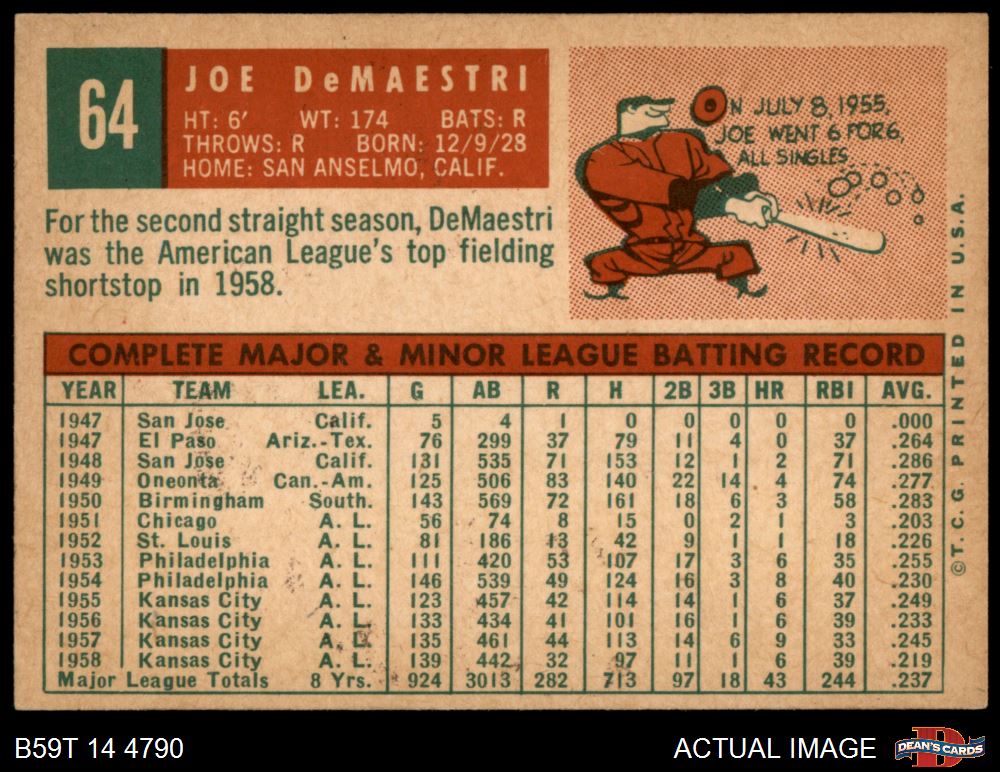 64
JOE DeMAESTRI
HT: 6' WT: 174 BATS: R
THROWS: R BORN: 12/9/28
HOME: SAN ANSELMO, CALIF.
ON JULY 8, 1955,
JOE WENT 6 FOR 6,
ALL SINGLES
For the second straight season, DeMaestri
was the American League's top fielding
shortstop in 1958.
COMPLETE MAJOR & MINOR LEAGUE BATTING RECORD
YEAR TEAM LEA. G AB R H 2B 3B HR RBI AVG.
1947 San Jose Calif. 5 4 1 0 0 0 0 0 .000
1947 El Paso Ariz.-Tex. 76 299 37 79 11 4 0 37 .264
1948 San Jose Calif. 131 535 71 153 12 1 2 71 .286
1949 Oneonta Can.-Am. 125 506 83 140 22 14 4 74 .277
1950 Birmingham South. 143 569 72 161 18 6 3 58 .283
1951 Chicago A. L. 56 74 8 15 0 2 1 3 .203
1952 St. Louis A. L. 81 186 13 42 9 1 1 18 .226
1953 Philadelphia A. L. 111 420 53 107 17 3 6 35 .255
1954 Philadelphia A. L. 146 539 49 124 16 3 8 40 .230
1955 Kansas City A. L. 123 457 42 114 14 1 6 37 .249
1956 Kansas City A. L. 133 434 41 101 16 1 6 39 .233
1957 Kansas City A. L. 135 461 44 113 14 6 9 33 .245
1958 Kansas City A. L. 139 442 32 97 11 1 6 39 .219
Major League Totals 8 Yrs. 924 3013 282 713 97 18 43 244 .237
©T. C. G. PRINTED IN U.S.A.
B59T 14 4790
ACTUAL IMAGE
DEAN'S CARDS